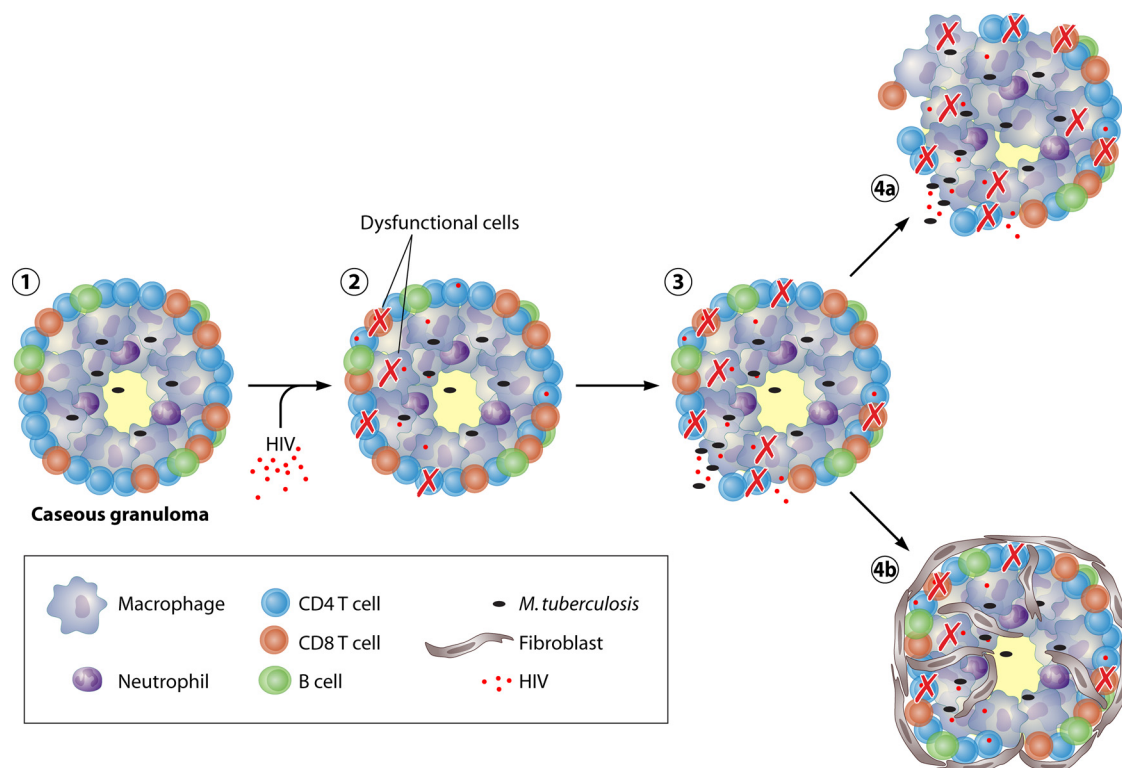 4a
Dysfunctional cells
1
2
3
HIV
Caseous granuloma
4b
Macrophage
CD4 T cell
M. tuberculosis
CD8 T cell
Fibroblast
Neutrophil
B cell
HIV